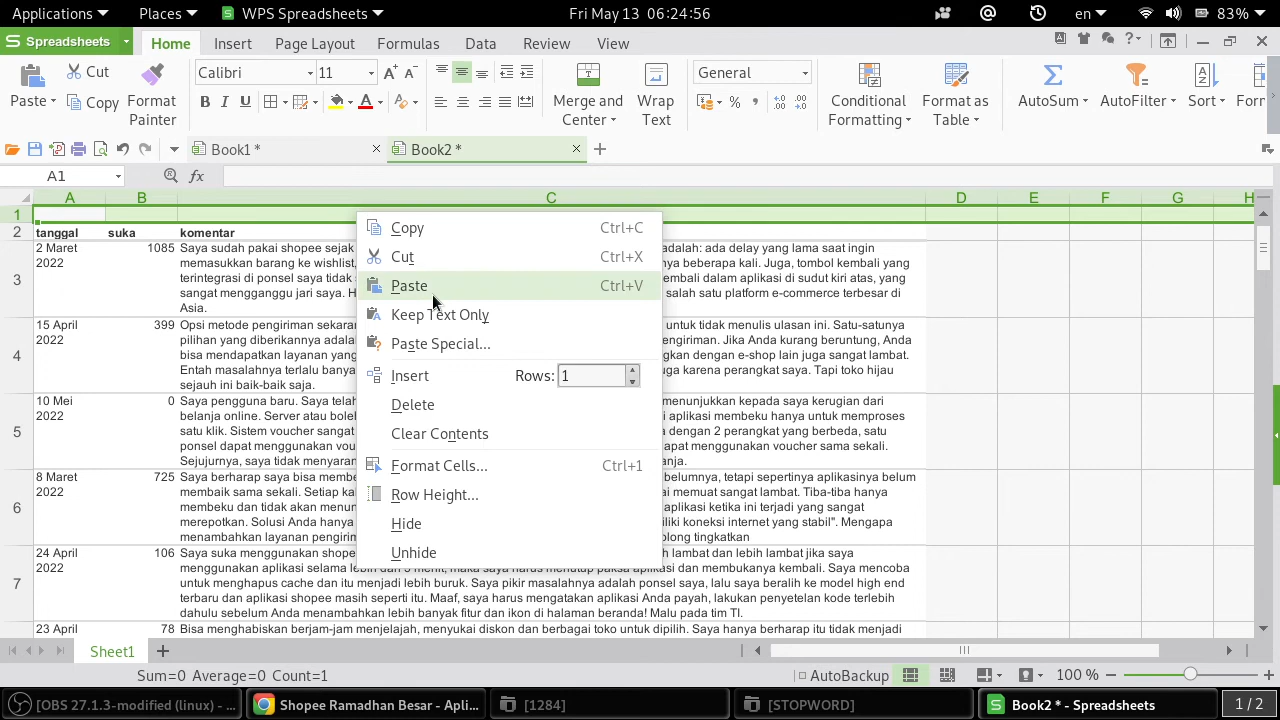 Applications Places WPS Spreadsheets Fri May 13 06:24:56 en 83%
Spreadsheets Home Insert Page Layout Formulas Data Review View
Paste Cut Copy Format Painter
Calibri 11
B I U A
Merge and Center Wrap Text
General
Conditional Formatting Format as Table AutoSum AutoFilter Sort Form
Book1 * Book2 *
A1 fx
A B C D E F G H
1
2 tanggal suka komentar
Copy Ctrl+C
Cut Ctrl+X
Paste Ctrl+V
Keep Text Only
Paste Special...
Insert Rows: 1
Delete
Clear Contents
Format Cells... Ctrl+1
Row Height...
Hide
Unhide
3 2 Maret 2022 1085
Saya sudah pakai shopee sejak adalah: ada delay yang lama saat ingin
memasukkan barang ke wishlist, nya beberapa kali. Juga, tombol kembali yang
terintegrasi di ponsel saya tidak embali dalam aplikasi di sudut kiri atas, yang
sangat mengganggu jari saya. H salah satu platform e-commerce terbesar di
Asia.
4 15 April 2022 399
Opsi metode pengiriman sekaran untuk tidak menulis ulasan ini. Satu-satunya
pilihan yang diberikannya adala engiriman. Jika Anda kurang beruntung, Anda
bisa mendapatkan layanan yang gkan dengan e-shop lain juga sangat lambat.
Entah masalahnya terlalu banya uga karena perangkat saya. Tapi toko hijau
sejauh ini baik-baik saja.
5 10 Mei 2022 0
Saya pengguna baru. Saya telah menunjukkan kepada saya kerugian dari
belanja online. Server atau boleh i aplikasi membeku hanya untuk memproses
satu klik. Sistem voucher sangat a dengan 2 perangkat yang berbeda, satu
ponsel dapat menggunakan vou at menggunakan voucher sama sekali.
Sejujurnya, saya tidak menyaran anja.
6 8 Maret 2022 725
Saya berharap saya bisa membe belumnya, tetapi sepertinya aplikasinya belum
membaik sama sekali. Setiap ka ai memuat sangat lambat. Tiba-tiba hanya
membeku dan tidak akan menun aplikasi ketika ini terjadi yang sangat
merepotkan. Solusi Anda hanya iliki koneksi internet yang stabil". Mengapa
menambahkan layanan pengirim olong tingkatkan
7 24 April 2022 106
Saya suka menggunakan shope h lambat dan lebih lambat jika saya
menggunakan aplikasi selama lebih dari 5 menit, maka saya harus menutup paksa aplikasi dan membukanya kembali. Saya mencoba
untuk menghapus cache dan itu menjadi lebih buruk. Saya pikir masalahnya adalah ponsel saya, lalu saya beralih ke model high end
terbaru dan aplikasi shopee masih seperti itu. Maaf, saya harus mengatakan aplikasi Anda payah, lakukan penyetelan kode terlebih
dahulu sebelum Anda menambahkan lebih banyak fitur dan ikon di halaman beranda! Malu pada tim TI.
23 April 78 Bisa menghabiskan berjam-jam menjelajah, menyukai diskon dan berbagai toko untuk dipilih. Saya hanya berharap itu tidak menjadi
Sheet1
Sum=0 Average=0 Count=1 AutoBackup 100 %
[OBS 27.1.3-modified (linux) - ... Shopee Ramadhan Besar - Apli... [1284] [STOPWORD] Book2 * - Spreadsheets 1 / 2